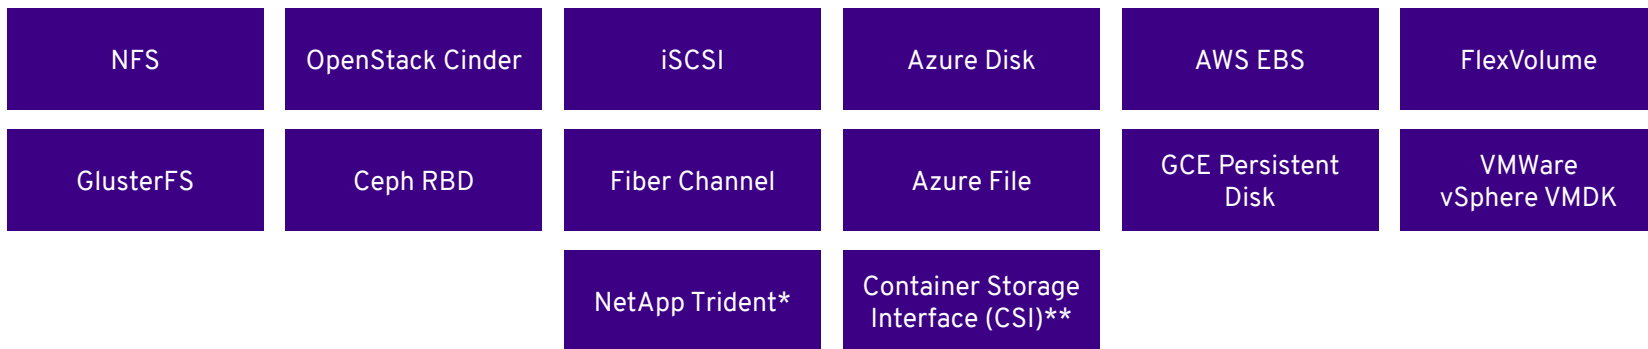 NFS
OpenStack Cinder
iSCSI
Azure Disk
AWS EBS
FlexVolume
GlusterFS
Ceph RBD
Fiber Channel
Azure File
GCE Persistent
Disk
VMWare
vSphere VMDK
NetApp Trident*
Container Storage
Interface (CSI)**